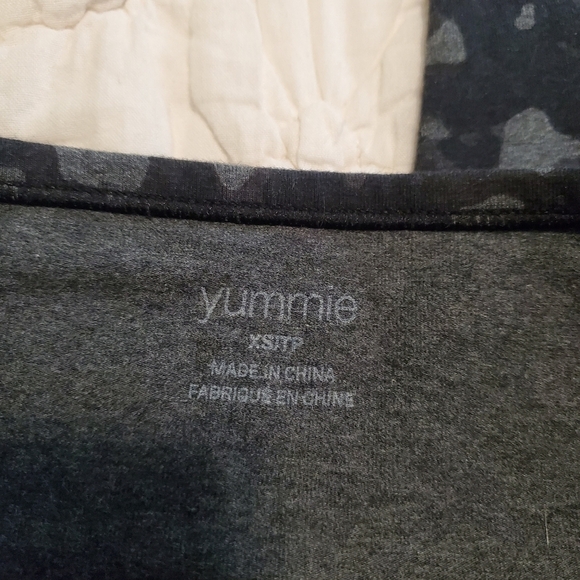 yummie
XS/TP
MADE IN CHINA
FABRIQUÉ EN CHINE